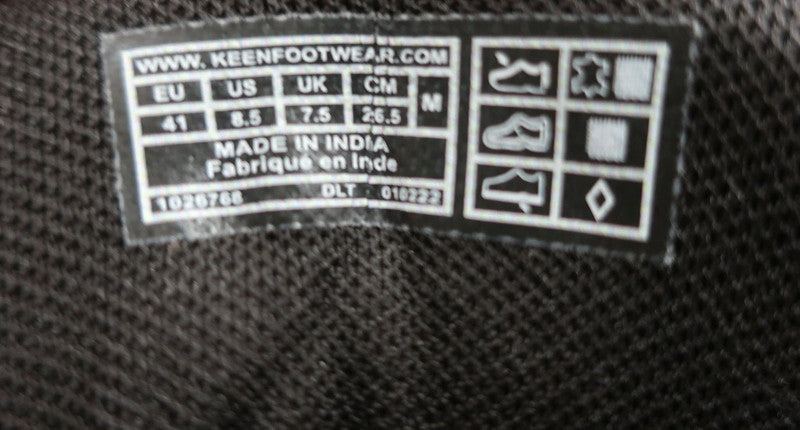 WWW. KEENFOOTWEAR.COM
EU US UK CM M
41 8.5 7.5 26.5
MADE IN INDIA
Fabriqué en Inde
1026768 DLT 010222